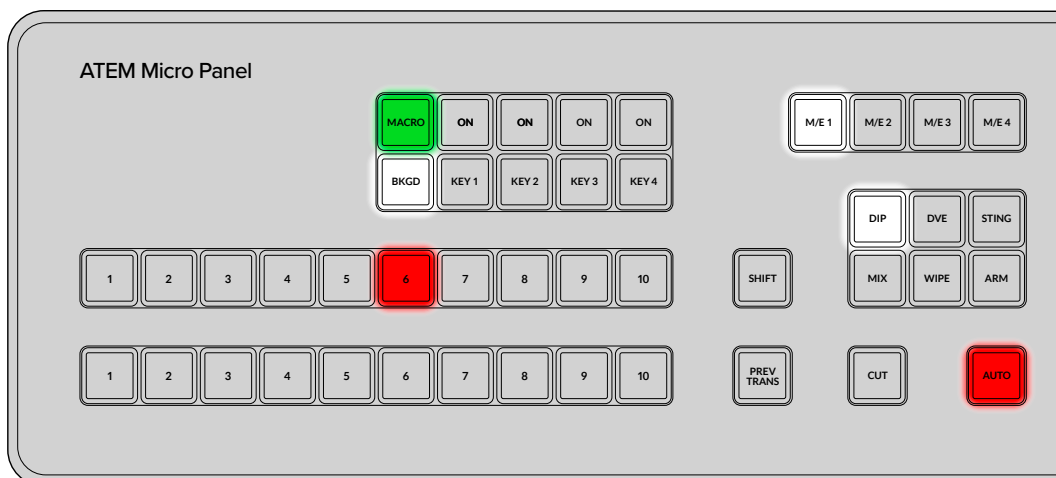 ATEM Micro Panel
MACRO ON ON ON ON
M/E 1 M/E 2 M/E 3 M/E 4
BKGD KEY 1 KEY 2 KEY 3 KEY 4
DIP DVE STING
1 2 3 4 5 6 7 8 9 10
SHIFT
MIX WIPE ARM
1 2 3 4 5 6 7 8 9 10
PREV
TRANS
CUT
AUTO